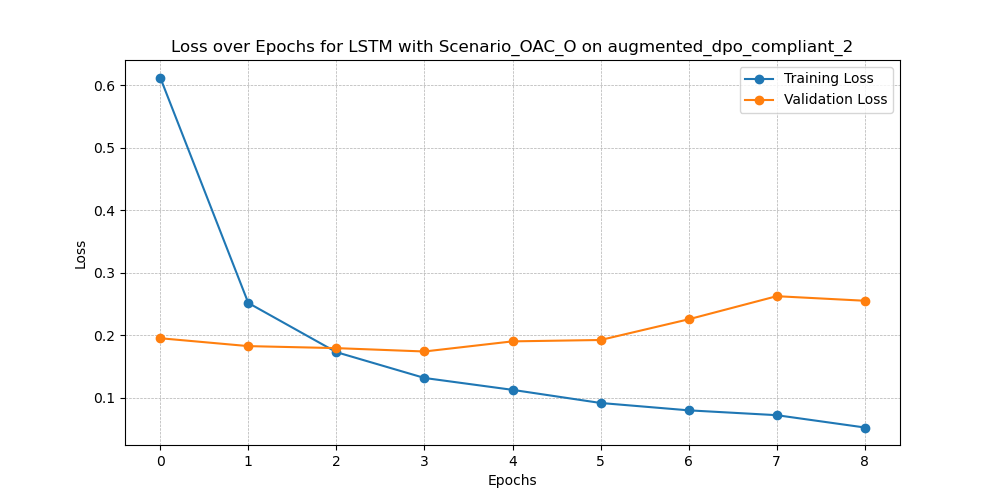 Loss over Epochs for LSTM with Scenario_OAC_O on augmented_dpo_compliant_2
Training Loss
Validation Loss
0.6
0.5
0.4
0.3
0.2
0.1
Loss
0 1 2 3 4 5 6 7 8
Epochs